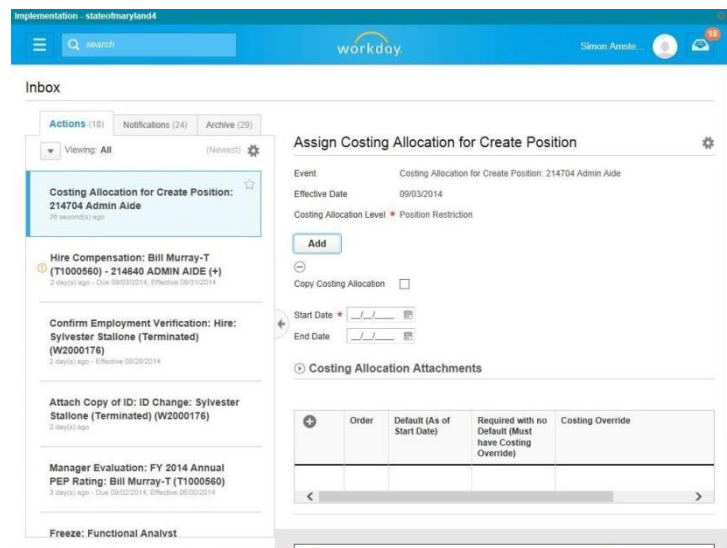 Implementation - stateofmaryland4
search
workday.
Simon Amste...
18
Inbox
Actions (18)
Notifications (24)
Archive (29)
Viewing: All
(Newest)
Costing Allocation for Create Position:
214704 Admin Aide
36 second(s) ago
Hire Compensation: Bill Murray-T
(T1000560) - 214640 ADMIN AIDE (+)
2 day(s) ago - Due 09/03/2014, Effective 08/31/2014
Confirm Employment Verification: Hire:
Sylvester Stallone (Terminated)
(W2000176)
2 day(s) ago - Effective 08/28/2014
Attach Copy of ID: ID Change: Sylvester
Stallone (Terminated) (W2000176)
2 day(s) ago
Manager Evaluation: FY 2014 Annual
PEP Rating: Bill Murray-T (T1000560)
3 day(s) ago - Due 09/02/2014, Effective
Freeze: Functional Analyst
Assign Costing Allocation for Create Position
Event Costing Allocation for Create Position: 214704 Admin Aide
Effective Date 09/03/2014
Costing Allocation Level * Position Restriction
Add
Copy Costing Allocation
Start Date * __/__/____
End Date __/__/____
Costing Allocation Attachments
Order
Default (As of
Start Date)
Required with no
Default (Must
have Costing
Override)
Costing Override